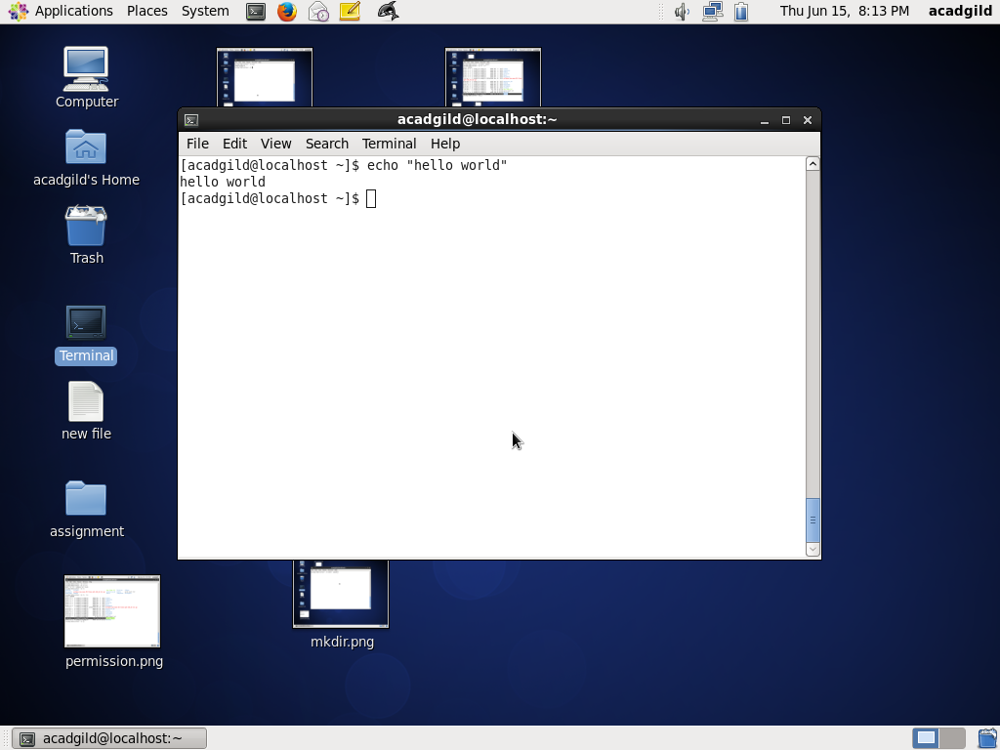 Applications Places System Thu Jun 15, 8:13 PM acadgild
Computer
acadgild's Home
Trash
Terminal
new file
assignment
permission.png
mkdir.png
acadgild@localhost:~
File Edit View Search Terminal Help
[acadgild@localhost ~]$ echo "hello world"
hello world
[acadgild@localhost ~]$
acadgild@localhost:~